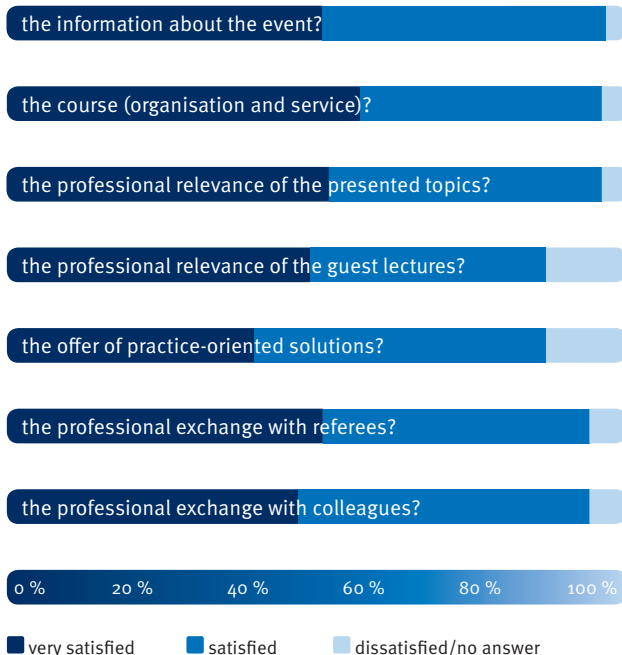 the information about the event?
the course (organisation and service)?
the professional relevance of the presented topics?
the professional relevance of the guest lectures?
the offer of practice-oriented solutions?
the professional exchange with referees?
the professional exchange with colleagues?
0 % 20 % 40 % 60 % 80 % 100 %
very satisfied satisfied dissatisfied/no answer